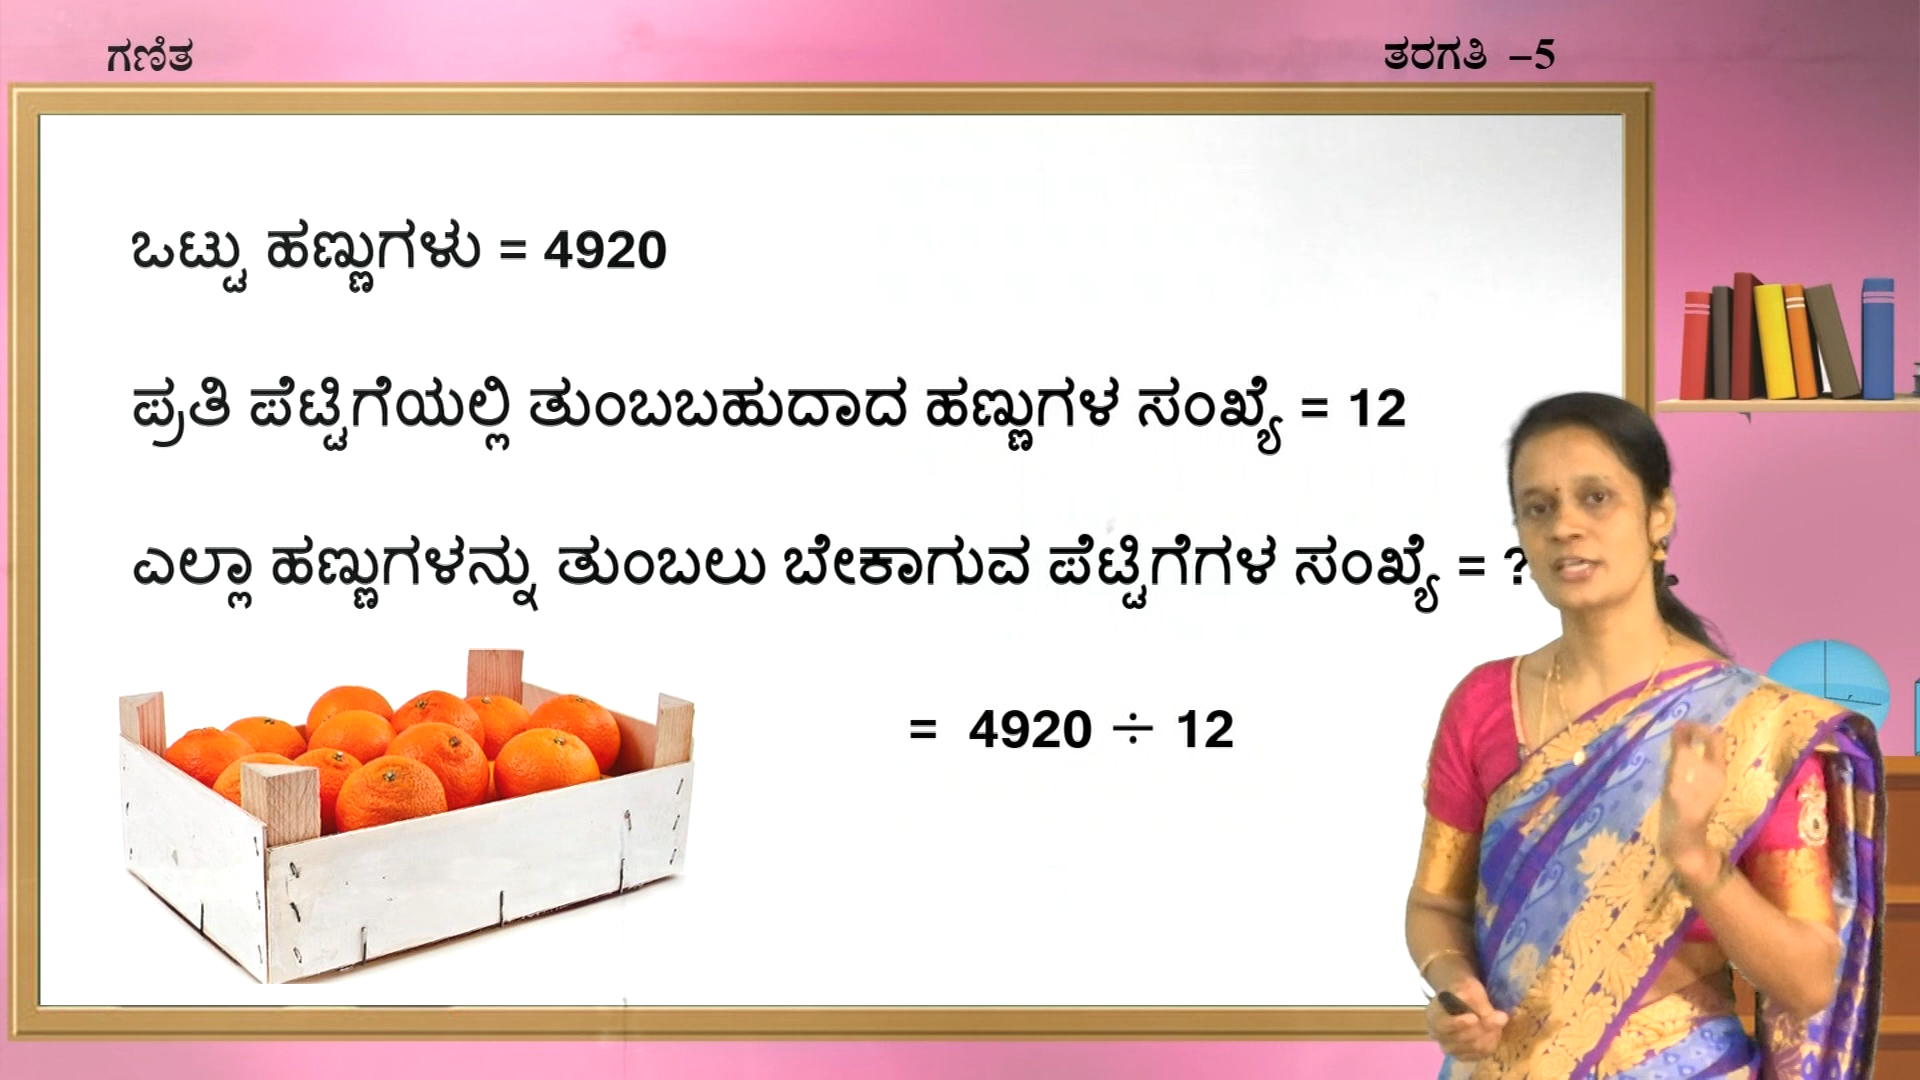 ಗಣಿತ
ತರಗತಿ –5
ಒಟ್ಟು ಹಣ್ಣುಗಳು = 4920
ಪ್ರತಿ ಪೆಟ್ಟಿಗೆಯಲ್ಲಿ ತುಂಬಬಹುದಾದ ಹಣ್ಣುಗಳ ಸಂಖ್ಯೆ = 12
ಎಲ್ಲಾ ಹಣ್ಣುಗಳನ್ನು ತುಂಬಲು ಬೇಕಾಗುವ ಪೆಟ್ಟಿಗೆಗಳ ಸಂಖ್ಯೆ = ?
= 4920 ÷ 12